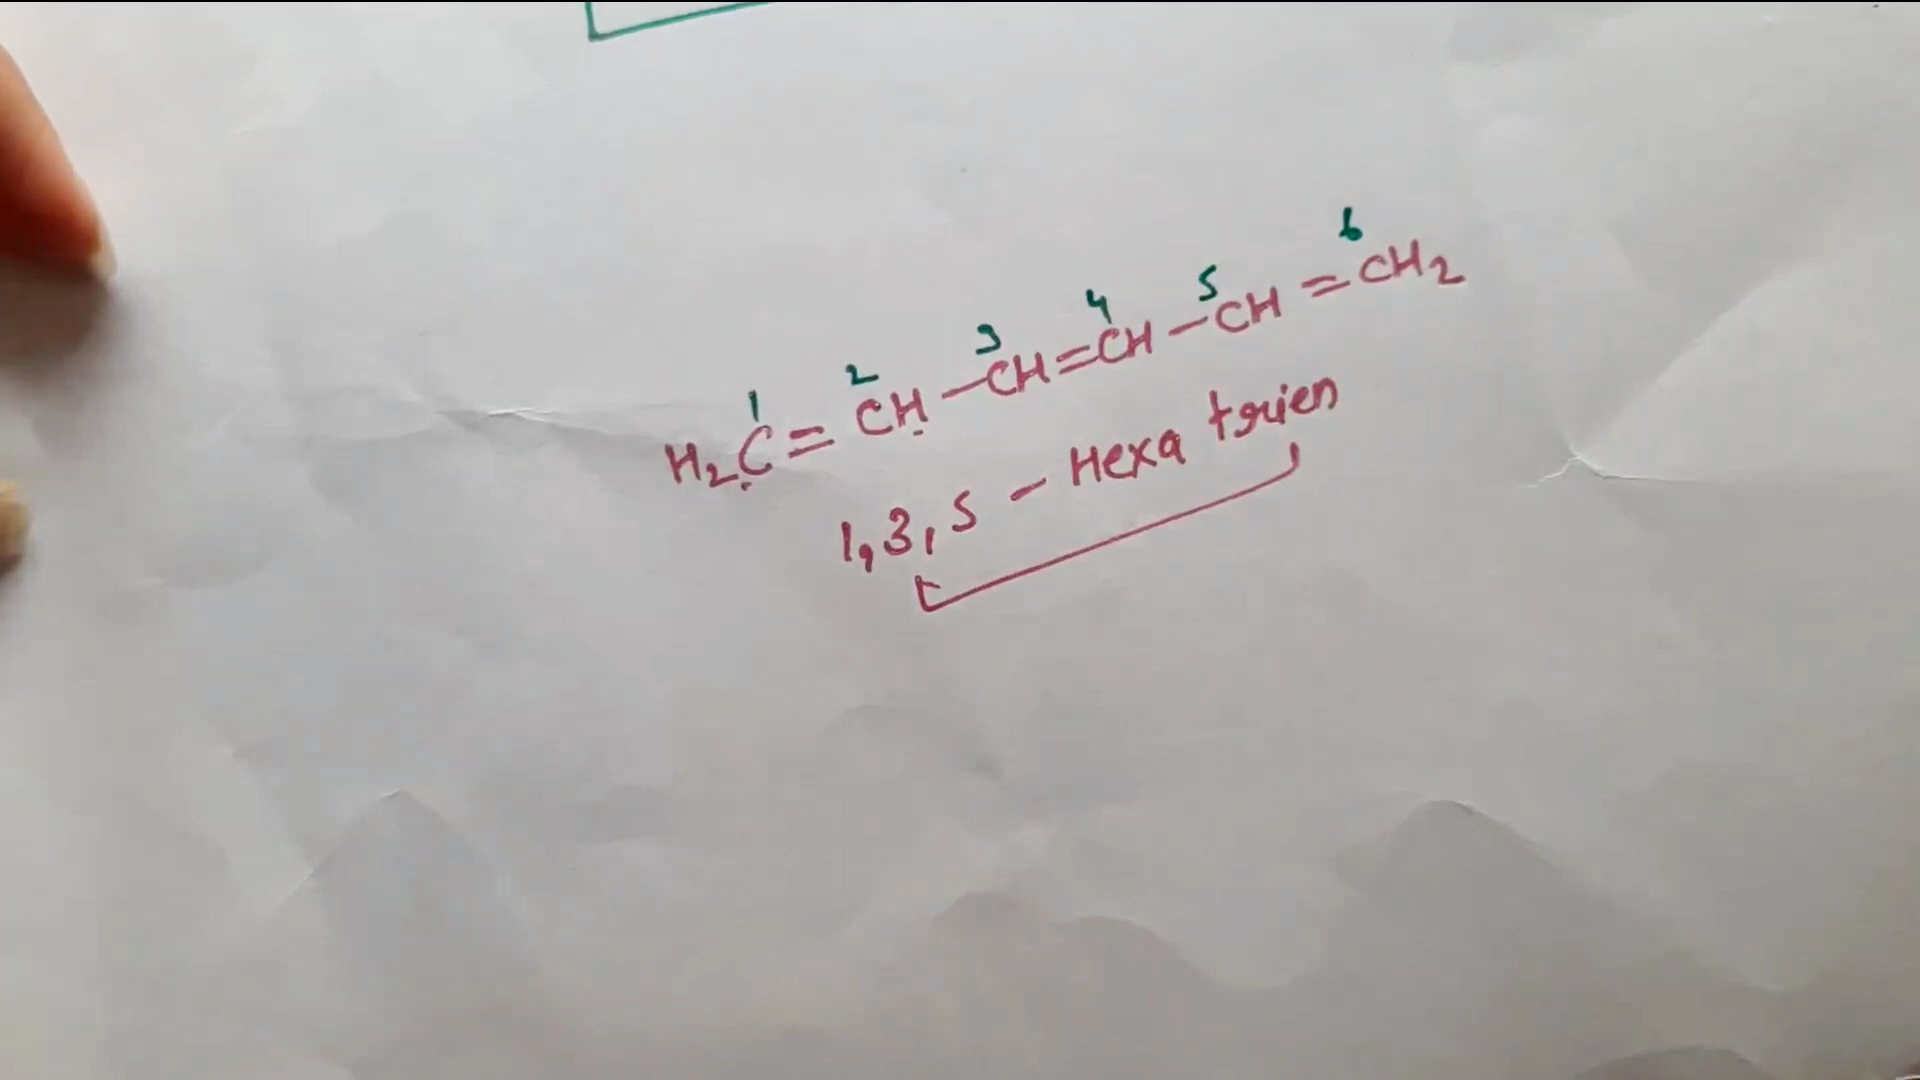 1 2 3 4 5 6
H₂C=CH-CH=CH-CH=CH₂
1,3,5-Hexa trien